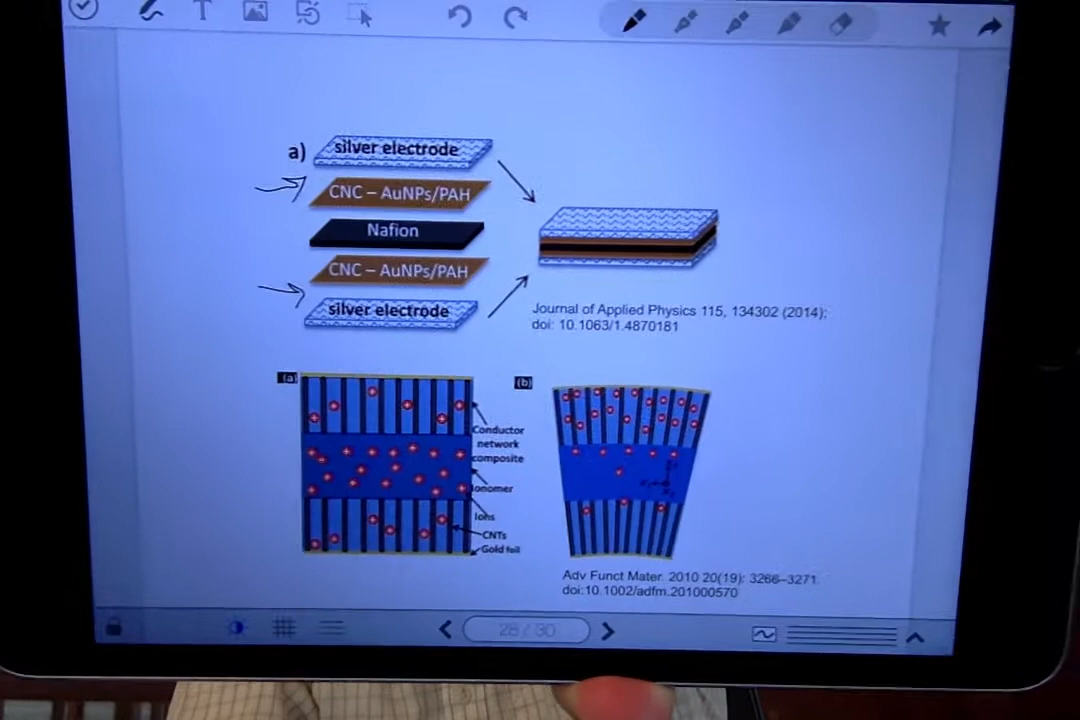 T
a)
silver electrode
CNC – AuNPs/PAH
Nafion
CNC – AuNPs/PAH
silver electrode
Journal of Applied Physics 115, 134302 (2014);
doi: 10.1063/1.4870181
(a)
(b)
Conductor
network
composite
Ionomer
Ions
CNTs
Gold foil
Adv Funct Mater. 2010 20(19): 3266–3271.
doi:10.1002/adfm.201000570
28 / 30